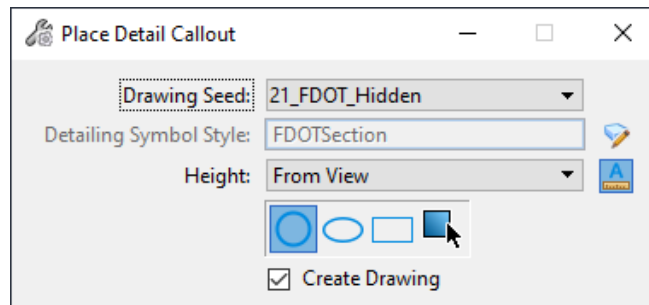 Place Detail Callout
Drawing Seed: 21_FDOT_Hidden
Detailing Symbol Style: FDOTSection
Height: From View
A
Create Drawing